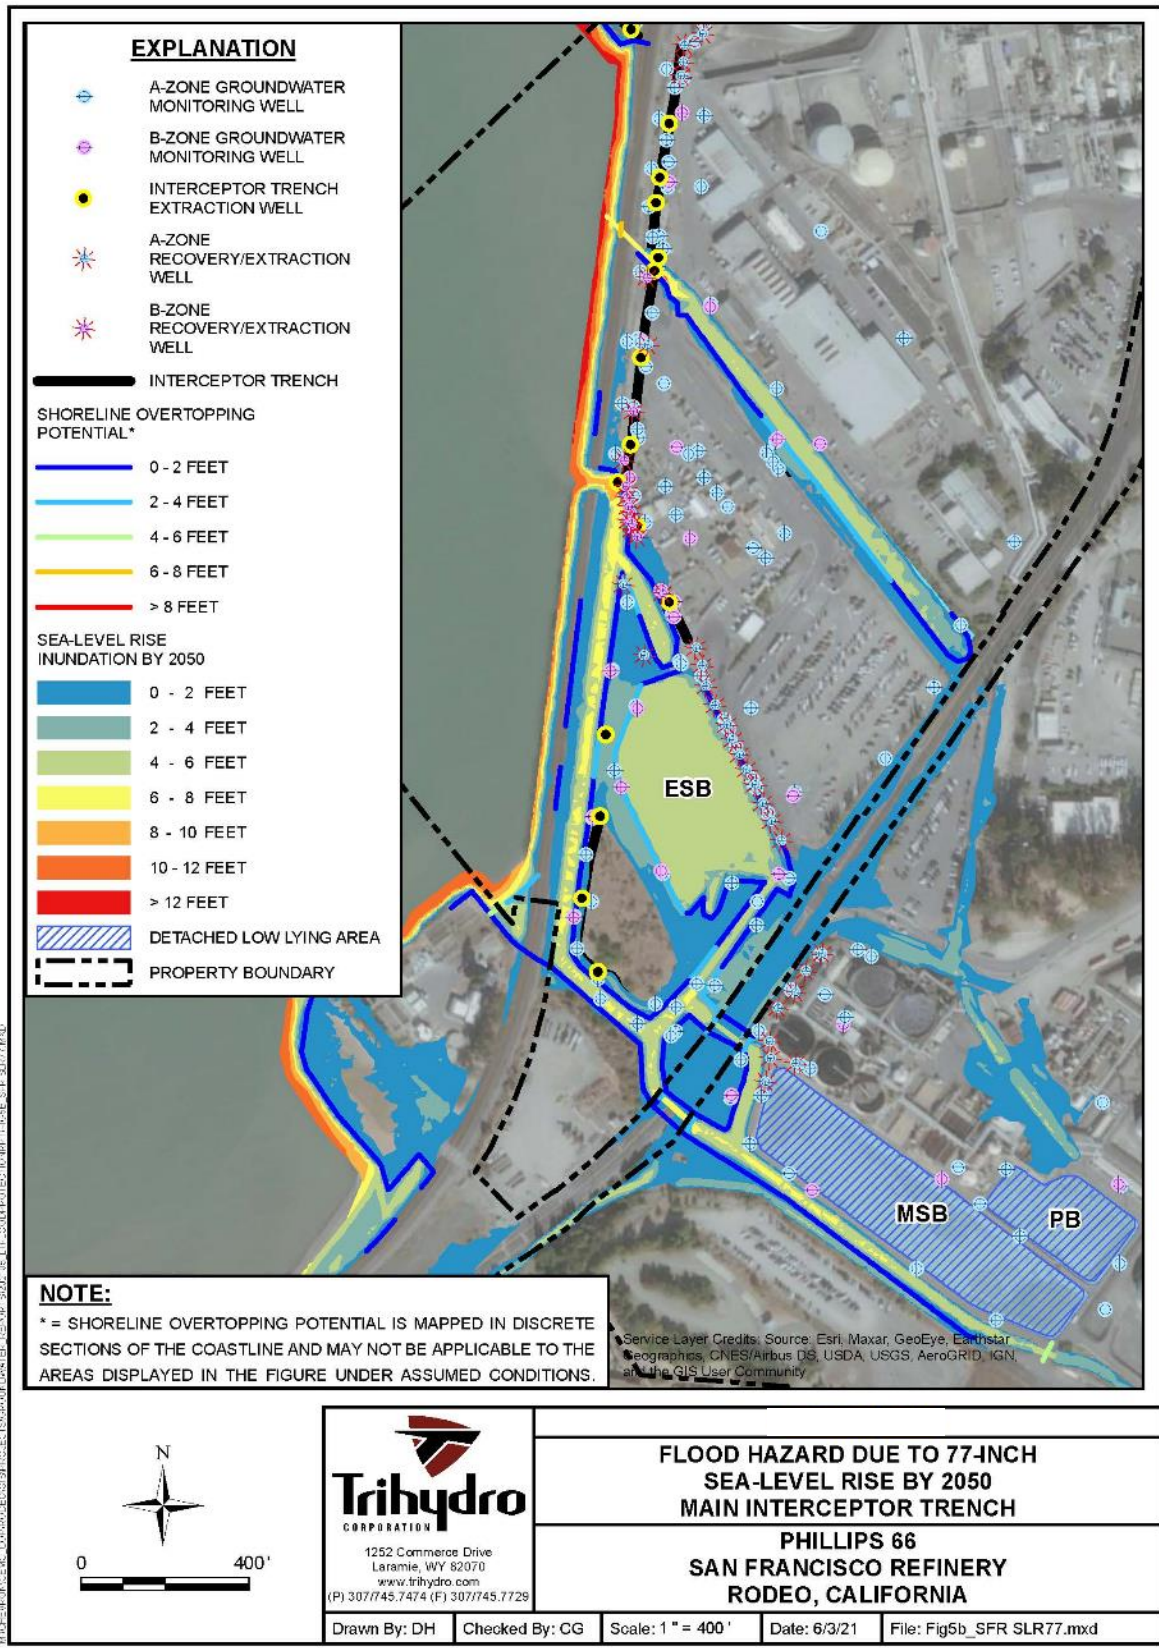 EXPLANATION
A-ZONE GROUNDWATER
MONITORING WELL
B-ZONE GROUNDWATER
MONITORING WELL
INTERCEPTOR TRENCH
EXTRACTION WELL
A-ZONE
RECOVERY/EXTRACTION
WELL
B-ZONE
RECOVERY/EXTRACTION
WELL
INTERCEPTOR TRENCH
SHORELINE OVERTOPPING
POTENTIAL*
0 - 2 FEET
2 - 4 FEET
4 - 6 FEET
6 - 8 FEET
> 8 FEET
SEA-LEVEL RISE
INUNDATION BY 2050
0 - 2 FEET
2 - 4 FEET
4 - 6 FEET
6 - 8 FEET
8 - 10 FEET
10 - 12 FEET
> 12 FEET
DETACHED LOW LYING AREA
PROPERTY BOUNDARY
ESB
MSB
PB
NOTE:
* = SHORELINE OVERTOPPING POTENTIAL IS MAPPED IN DISCRETE
SECTIONS OF THE COASTLINE AND MAY NOT BE APPLICABLE TO THE
AREAS DISPLAYED IN THE FIGURE UNDER ASSUMED CONDITIONS.
Service Layer Credits: Source: Esri, Maxar, GeoEye, Earthstar
Geographics, CNES/Airbus DS, USDA, USGS, AeroGRID, IGN,
and the GIS User Community
N
0 400'
Trihydro
CORPORATION
1252 Commerce Drive
Laramie, WY 82070
www.trihydro.com
(P) 307/745.7474 (F) 307/745.7729
FLOOD HAZARD DUE TO 77-INCH
SEA-LEVEL RISE BY 2050
MAIN INTERCEPTOR TRENCH
PHILLIPS 66
SAN FRANCISCO REFINERY
RODEO, CALIFORNIA
Drawn By: DH Checked By: CG Scale: 1 " = 400 ' Date: 6/3/21 File: Fig5b_SFR SLR77.mxd